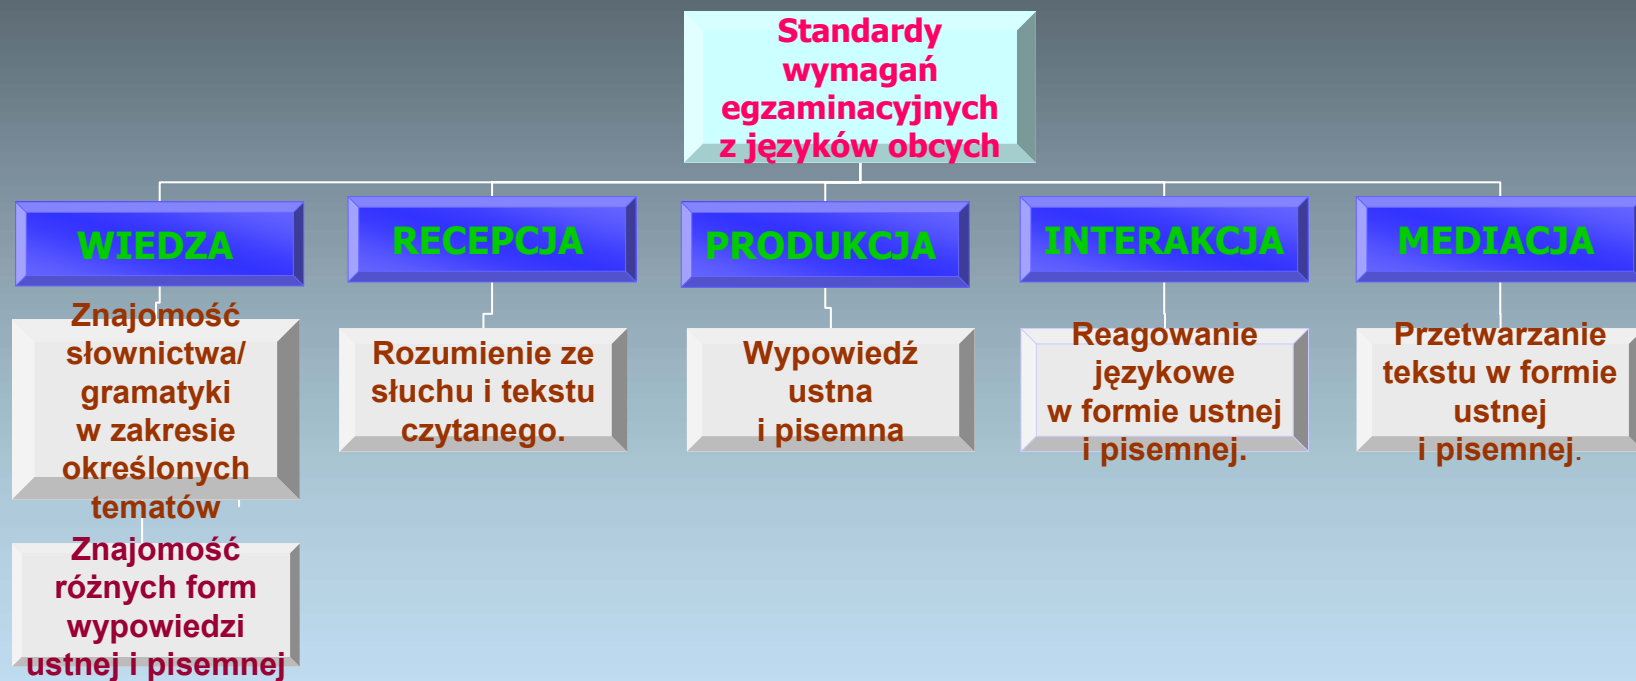 Standardy
wymagań
egzaminacyjnych
z języków obcych
WIEDZA
RECEPCJA
PRODUKCJA
INTERAKCJA
MEDIACJA
Znajomość
słownictwa/
gramatyki
w zakresie
określonych
tematów
Rozumienie ze
słuchu i tekstu
czytanego.
Wypowiedź
ustna
i pisemna
Reagowanie
językowe
w formie ustnej
i pisemnej.
Przetwarzanie
tekstu w formie
ustnej
i pisemnej.
Znajomość
różnych form
wypowiedzi
ustnej i pisemnej